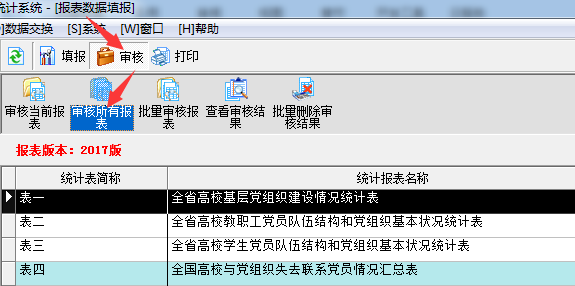 统计系统 - [报表数据填报]
]数据交换 [S]系统 [W]窗口 [H]帮助
填报 审核 打印
审核当前报表 审核所有报表 批量审核报表 查看审核结果 批量删除审核结果
报表版本：2017版
统计表简称 统计报表名称
表一 全省高校基层党组织建设情况统计表
表二 全省高校教职工党员队伍结构和党组织基本状况统计表
表三 全省高校学生党员队伍结构和党组织基本状况统计表
表四 全国高校与党组织失去联系党员情况汇总表